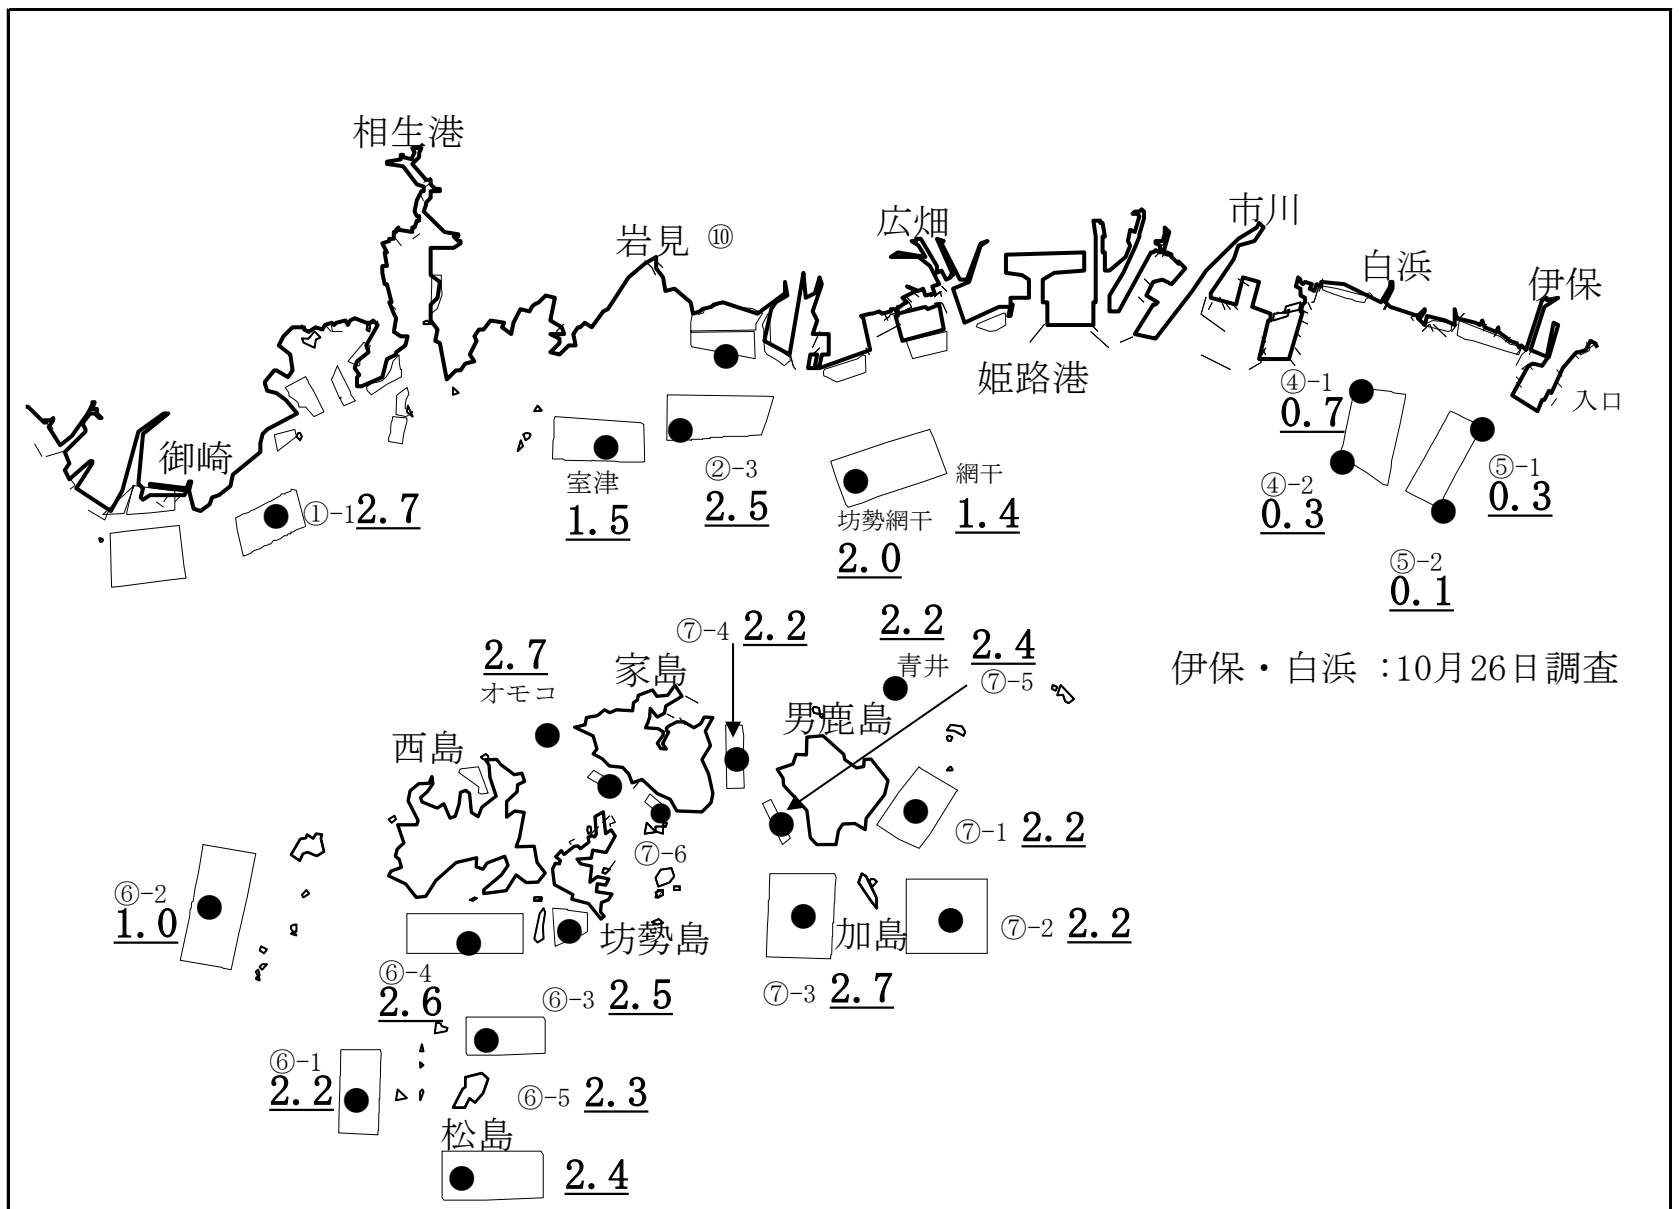 相生港
市川
広畑
岩見 ⑩
白浜
伊保
姫路港
④-1
0.7
入口
御崎
室津
1.5
②-3
2.5
網干
1.4
坊勢網干
2.0
①-1 2.7
④-2
0.3
⑤-1
0.3
⑤-2
0.1
⑦-4 2.2
2.2
青井
2.4
⑦-5
2.7
オモコ
家島
伊保・白浜 :10月26日調査
男鹿島
西島
⑦-1 2.2
⑦-6
⑥-2
1.0
坊勢島
加島
⑦-2 2.2
⑥-4
2.6
⑥-3 2.5
⑦-3 2.7
⑥-1
2.2
⑥-5 2.3
松島
2.4